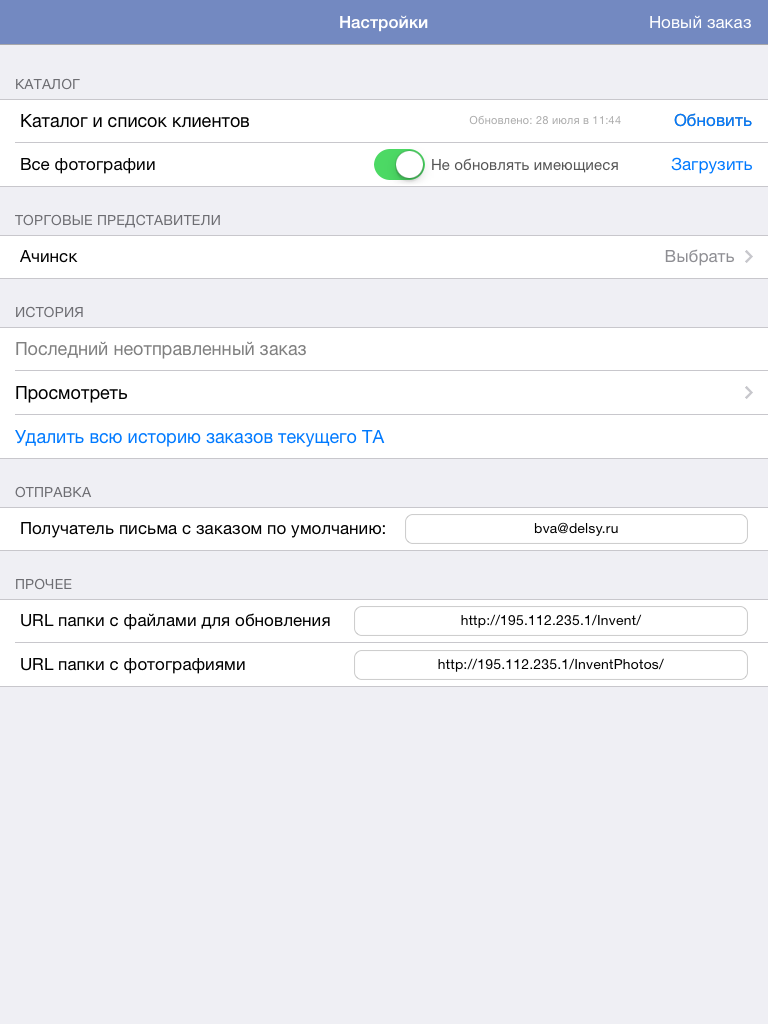 Настройки
Новый заказ
КАТАЛОГ
Каталог и список клиентов
Обновлено: 28 июля в 11:44
Обновить
Все фотографии
Не обновлять имеющиеся
Загрузить
ТОРГОВЫЕ ПРЕДСТАВИТЕЛИ
Ачинск
Выбрать
ИСТОРИЯ
Последний неотправленный заказ
Просмотреть
Удалить всю историю заказов текущего ТА
ОТПРАВКА
Получатель письма с заказом по умолчанию:
bva@delsy.ru
ПРОЧЕЕ
URL папки с файлами для обновления
http://195.112.235.1/Invent/
URL папки с фотографиями
http://195.112.235.1/InventPhotos/